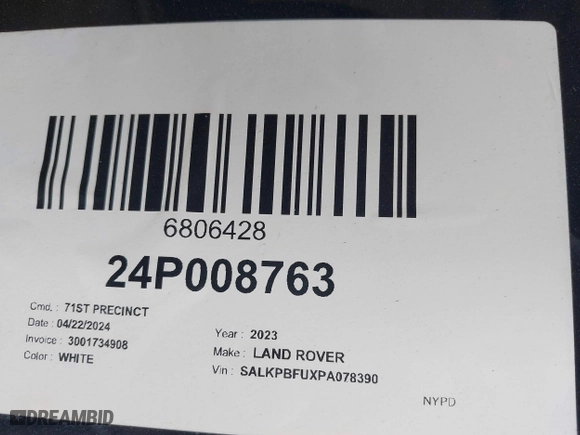 6806428
24P008763
Cmd. : 71ST PRECINCT
Date : 04/22/2024
Invoice : 3001734908
Color : WHITE
Year : 2023
Make : LAND ROVER
Vin : SALKPBFUXPA078390
NYPD
DREAMBID